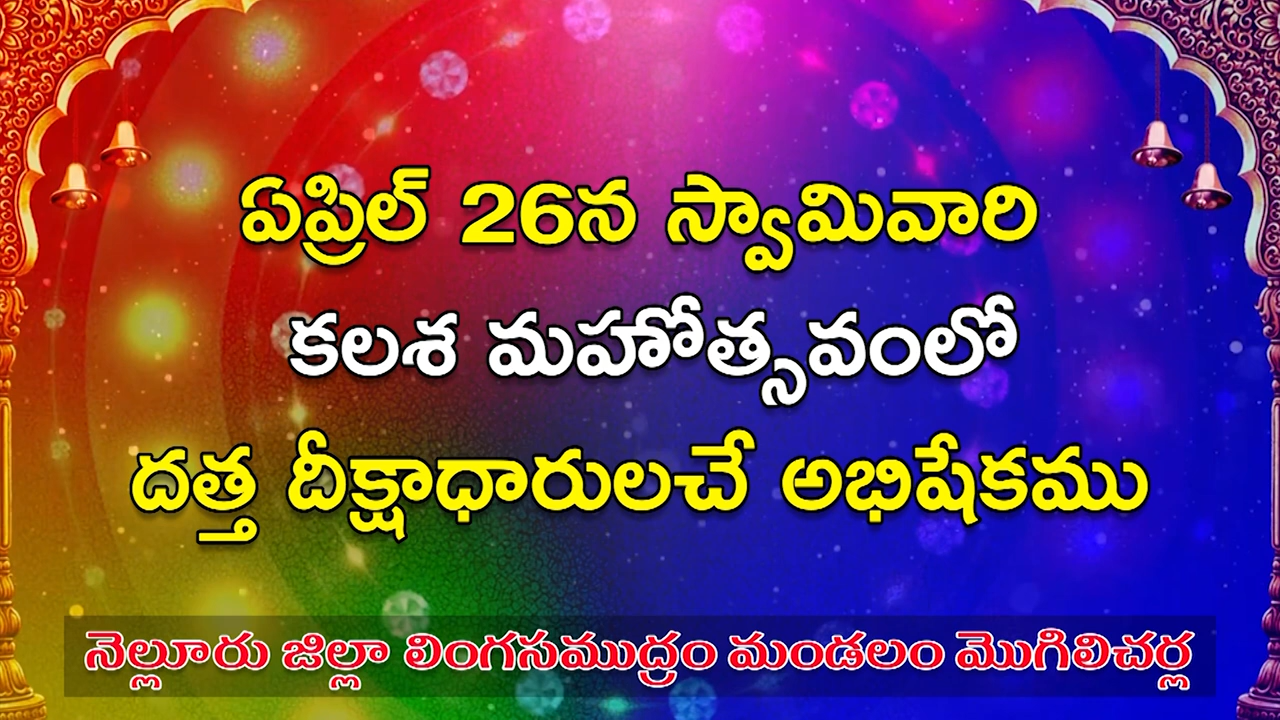 ఏప్రిల్ 26న స్వామివారి
కలశ మహోత్సవంలో
దత్త దీక్షాధారులచే అభిషేకము
నెల్లూరు జిల్లా లింగసముద్రం మండలం మొగిలిచర్ల